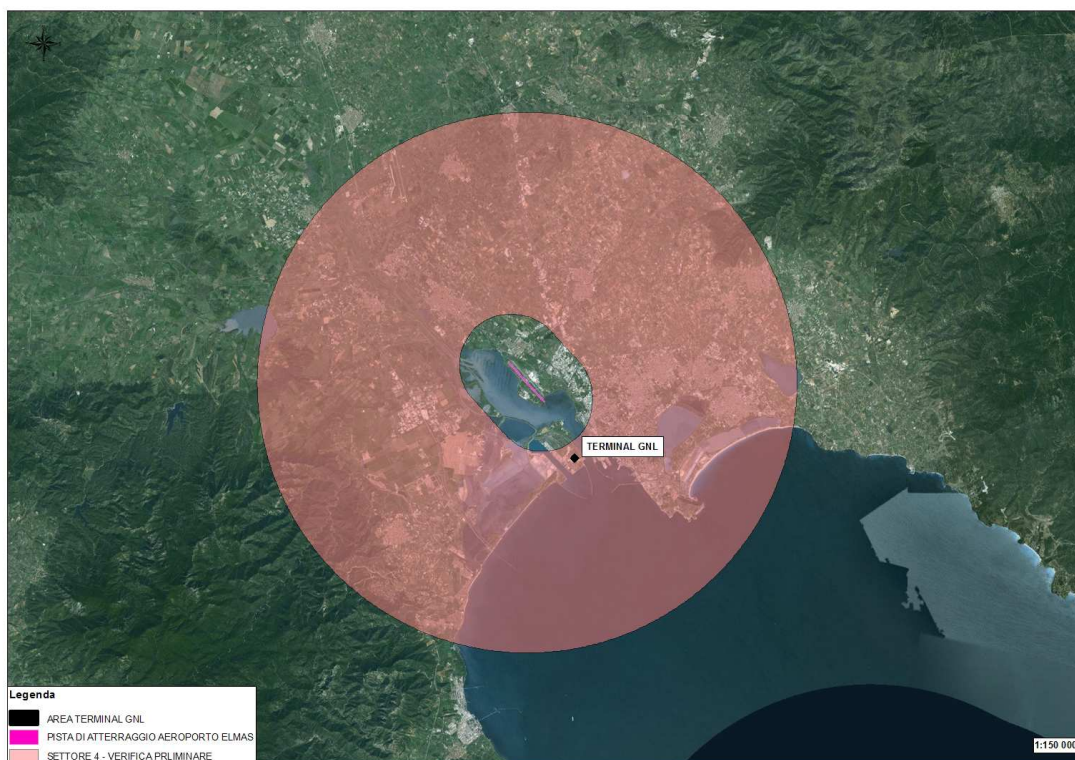 TERMINAL GNL
Legenda
AREA TERMINAL GNL
PISTA DI ATTERRAGGIO AEROPORTO ELMAS
SETTORE 4 - VERIFICA PRLIMINARE
1:150 000